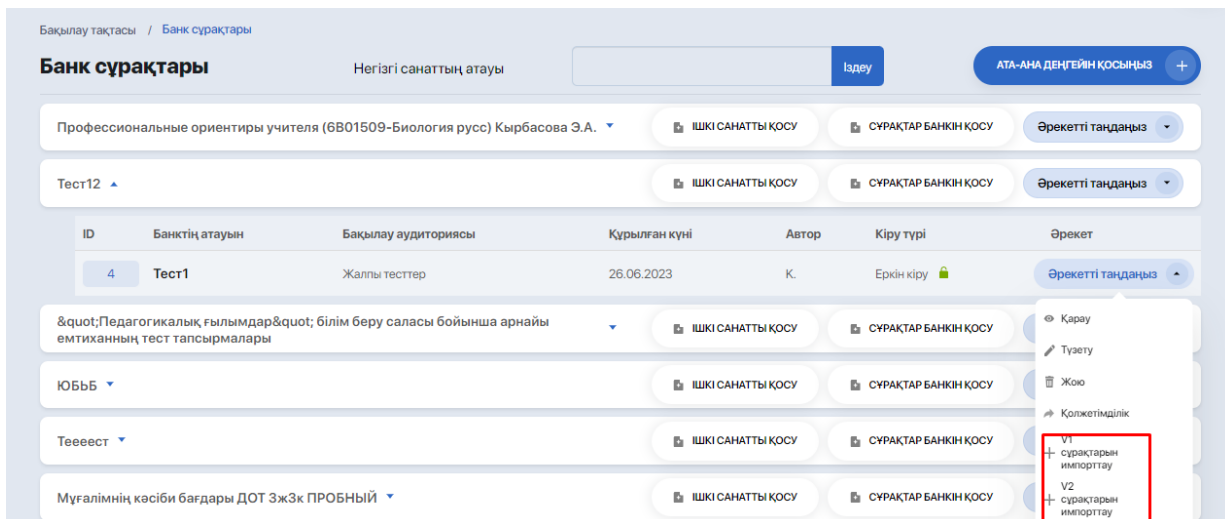 Бақылау тақтасы / Банк сұрақтары
Банк сұрақтары
Негізгі санаттың атауы
Іздеу
АТА-АНА ДЕҢГЕЙІН ҚОСЫҢЫЗ +
Профессиональные ориентиры учителя (6В01509-Биология русс) Кырбасова Э.А. ІШКІ САНАТТЫ ҚОСУ СҰРАҚТАР БАНКІН ҚОСУ Әрекетті таңдаңыз
Тест12 ІШКІ САНАТТЫ ҚОСУ СҰРАҚТАР БАНКІН ҚОСУ Әрекетті таңдаңыз
ID Банктің атауын Бақылау аудиториясы Құрылған күні Автор Кіру түрі Әрекет
4 Тест1 Жалпы тесттер 26.06.2023 К. Еркін кіру Әрекетті таңдаңыз
&quot;Педагогикалық ғылымдар&quot; білім беру саласы бойынша арнайы
емтиханның тест тапсырмалары
ІШКІ САНАТТЫ ҚОСУ СҰРАҚТАР БАНКІН ҚОСУ
ЮБЬБ ІШКІ САНАТТЫ ҚОСУ СҰРАҚТАР БАНКІН ҚОСУ
Теееест ІШКІ САНАТТЫ ҚОСУ СҰРАҚТАР БАНКІН ҚОСУ
Мұғалімнің кәсіби бағдары ДОТ 3ж3к ПРОБНЫЙ ІШКІ САНАТТЫ ҚОСУ СҰРАҚТАР БАНКІН ҚОСУ
Қарау
Түзету
Жою
Қолжетімділік
V1
сұрақтарын
импорттау
V2
сұрақтарын
импорттау